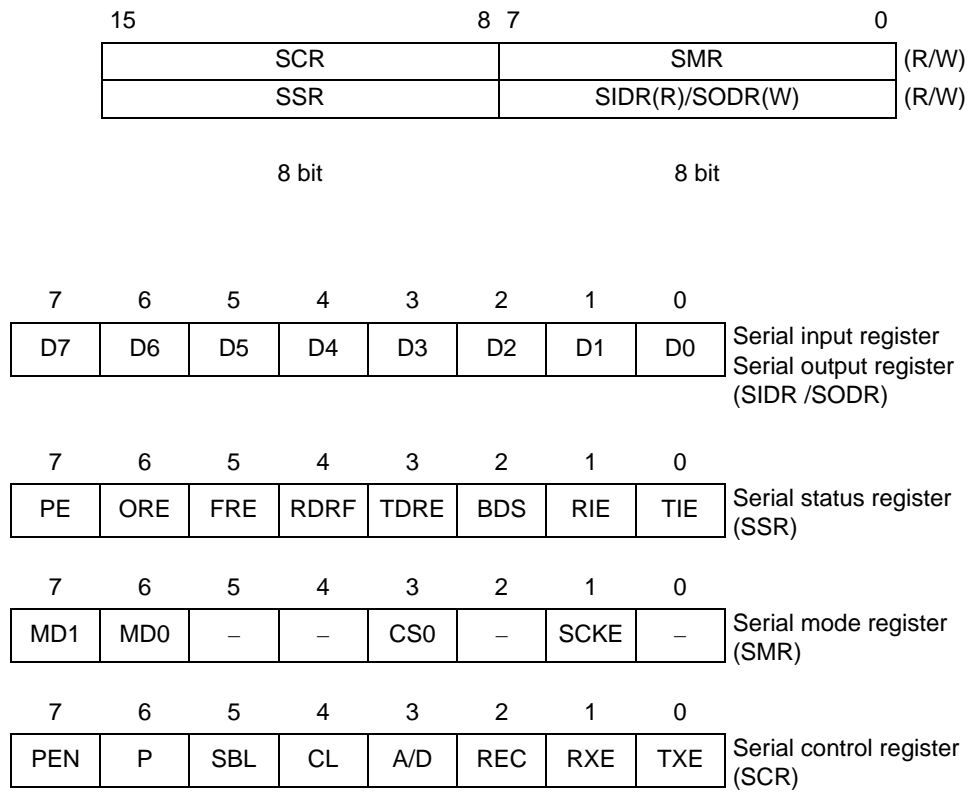 15 8 7 0
SCR SMR (R/W)
SSR SIDR(R)/SODR(W) (R/W)
8 bit 8 bit
7 6 5 4 3 2 1 0
D7 D6 D5 D4 D3 D2 D1 D0 Serial input register
Serial output register
(SIDR /SODR)
7 6 5 4 3 2 1 0
PE ORE FRE RDRF TDRE BDS RIE TIE Serial status register
(SSR)
7 6 5 4 3 2 1 0
MD1 MD0 – – CS0 – SCKE – Serial mode register
(SMR)
7 6 5 4 3 2 1 0
PEN P SBL CL A/D REC RXE TXE Serial control register
(SCR)